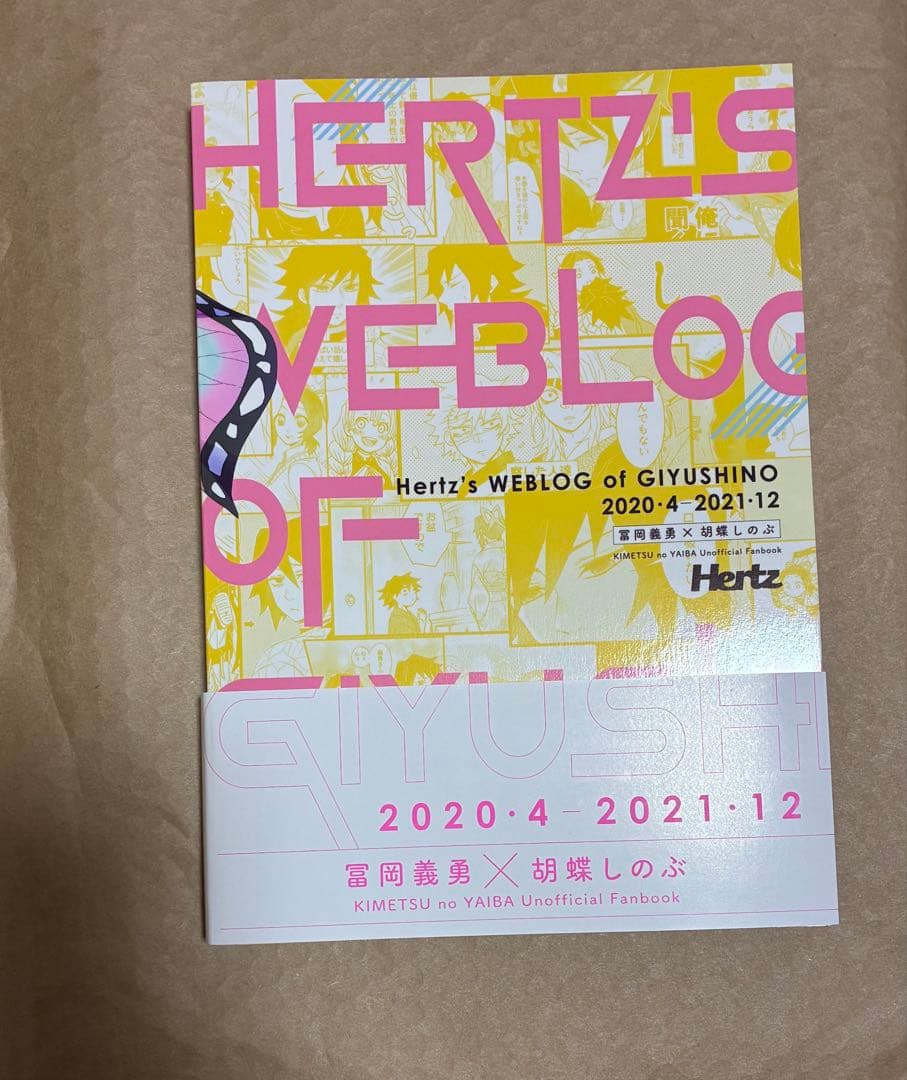 HERTZ'S
WEBLOG
OF
Hertz's WEBLOG of GIYUSHINO
2020・4−2021・12
冨岡義勇×胡蝶しのぶ
KIMETSU no YAIBA Unofficial Fanbook
Hertz
GIYUSHI
2020・4−2021・12
冨岡義勇×胡蝶しのぶ
KIMETSU no YAIBA Unofficial Fanbook